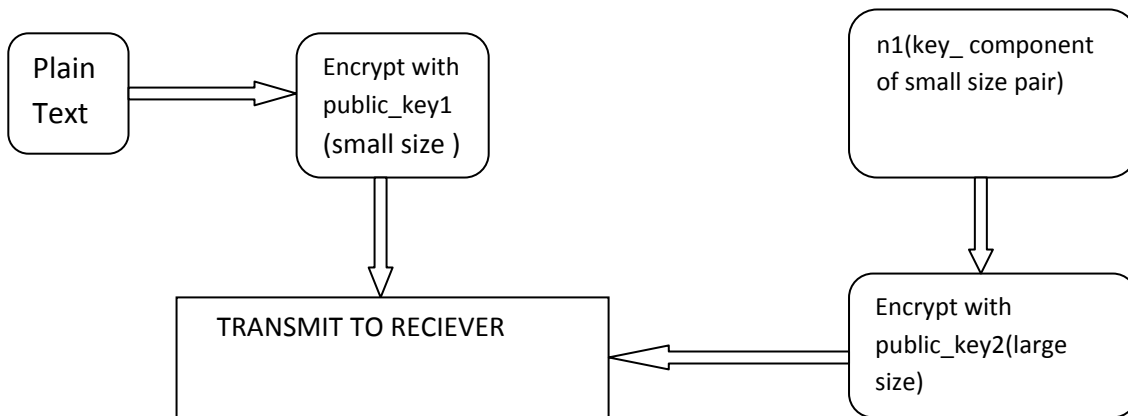 Plain
Text
Encrypt with
public_key1
(small size )
n1(key_ component
of small size pair)
TRANSMIT TO RECIEVER
Encrypt with
public_key2(large
size)